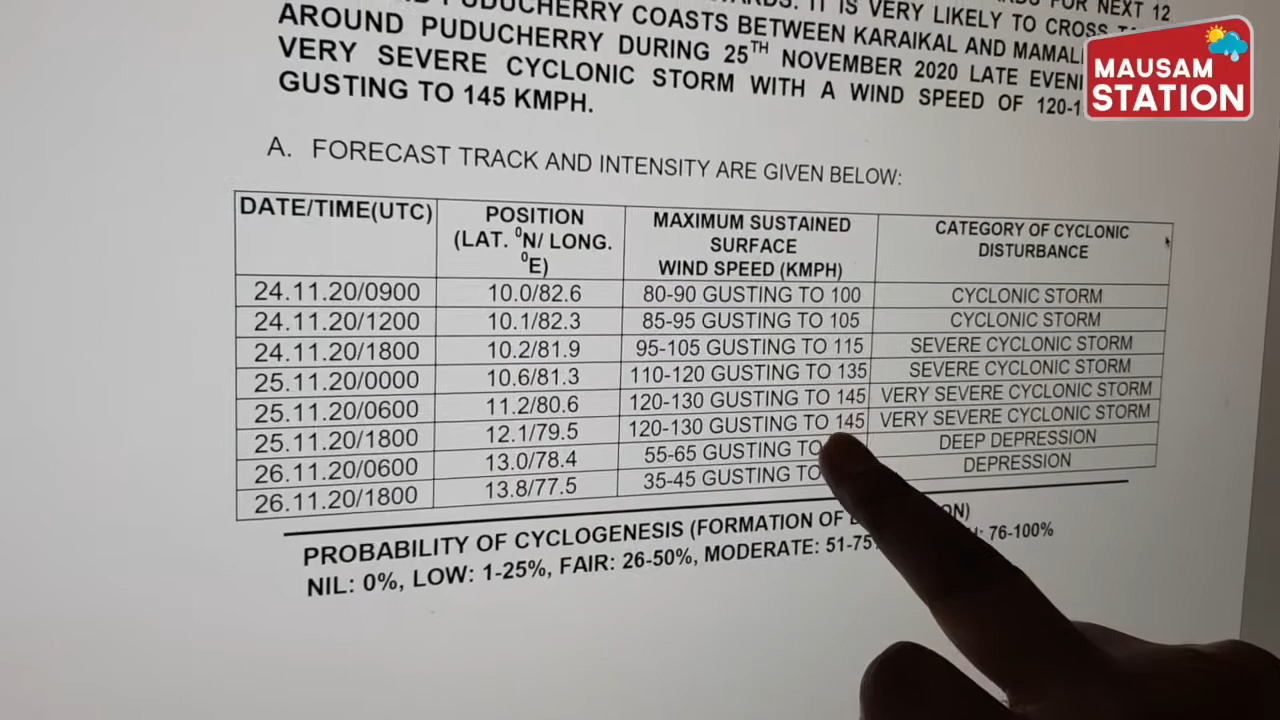 PUDUCHERRY COASTS BETWEEN KARAIKAL AND
IT IS VERY LIKELY TO CROSS
FOR NEXT 12
AROUND PUDUCHERRY DURING 25TH NOVEMBER 2020 LATE
VERY SEVERE CYCLONIC STORM WITH A WIND SPEED OF
GUSTING TO 145 KMPH.
MAUSAM
STATION
A. FORECAST TRACK AND INTENSITY ARE GIVEN BELOW:
DATE/TIME(UTC) POSITION (LAT. 0N/ LONG. 0E) MAXIMUM SUSTAINED SURFACE WIND SPEED (KMPH) CATEGORY OF CYCLONIC DISTURBANCE
24.11.20/0900 10.0/82.6 80-90 GUSTING TO 100 CYCLONIC STORM
24.11.20/1200 10.1/82.3 85-95 GUSTING TO 105 CYCLONIC STORM
24.11.20/1800 10.2/81.9 95-105 GUSTING TO 115 SEVERE CYCLONIC STORM
25.11.20/0000 10.6/81.3 110-120 GUSTING TO 135 SEVERE CYCLONIC STORM
25.11.20/0600 11.2/80.6 120-130 GUSTING TO 145 VERY SEVERE CYCLONIC STORM
25.11.20/1800 12.1/79.5 120-130 GUSTING TO 145 VERY SEVERE CYCLONIC STORM
26.11.20/0600 13.0/78.4 55-65 GUSTING TO DEEP DEPRESSION
26.11.20/1800 13.8/77.5 35-45 GUSTING TO DEPRESSION
PROBABILITY OF CYCLOGENESIS (FORMATION OF
NIL: 0%, LOW: 1-25%, FAIR: 26-50%, MODERATE: 51-75 76-100%